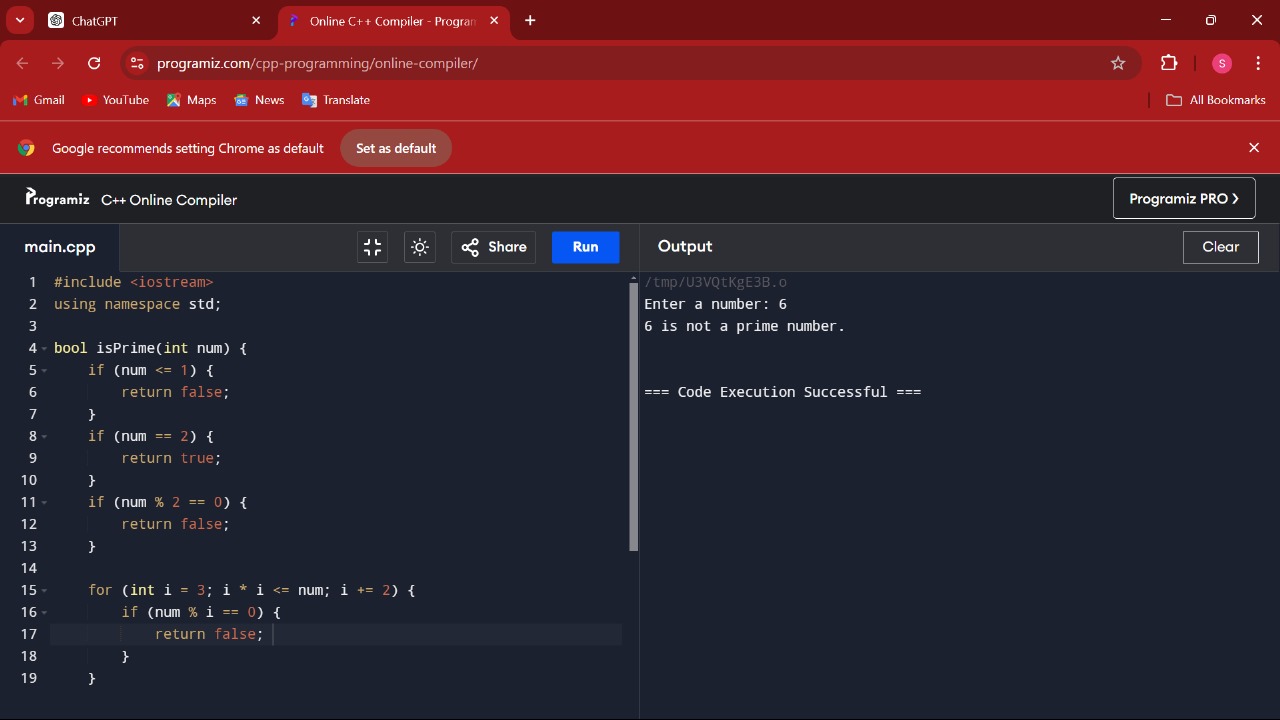 ChatGPT
Online C++ Compiler - Program
programiz.com/cpp-programming/online-compiler/
S
Gmail YouTube Maps News Translate All Bookmarks
Google recommends setting Chrome as default Set as default
Programiz C++ Online Compiler Programiz PRO >
main.cpp Share Run Output Clear
1 #include <iostream>
2 using namespace std;
3
4 bool isPrime(int num) {
5     if (num <= 1) {
6         return false;
7     }
8     if (num == 2) {
9         return true;
10     }
11     if (num % 2 == 0) {
12         return false;
13     }
14
15     for (int i = 3; i * i <= num; i += 2) {
16         if (num % i == 0) {
17             return false;
18         }
19     }
/tmp/U3VQtKgE3B.o
Enter a number: 6
6 is not a prime number.
=== Code Execution Successful ===